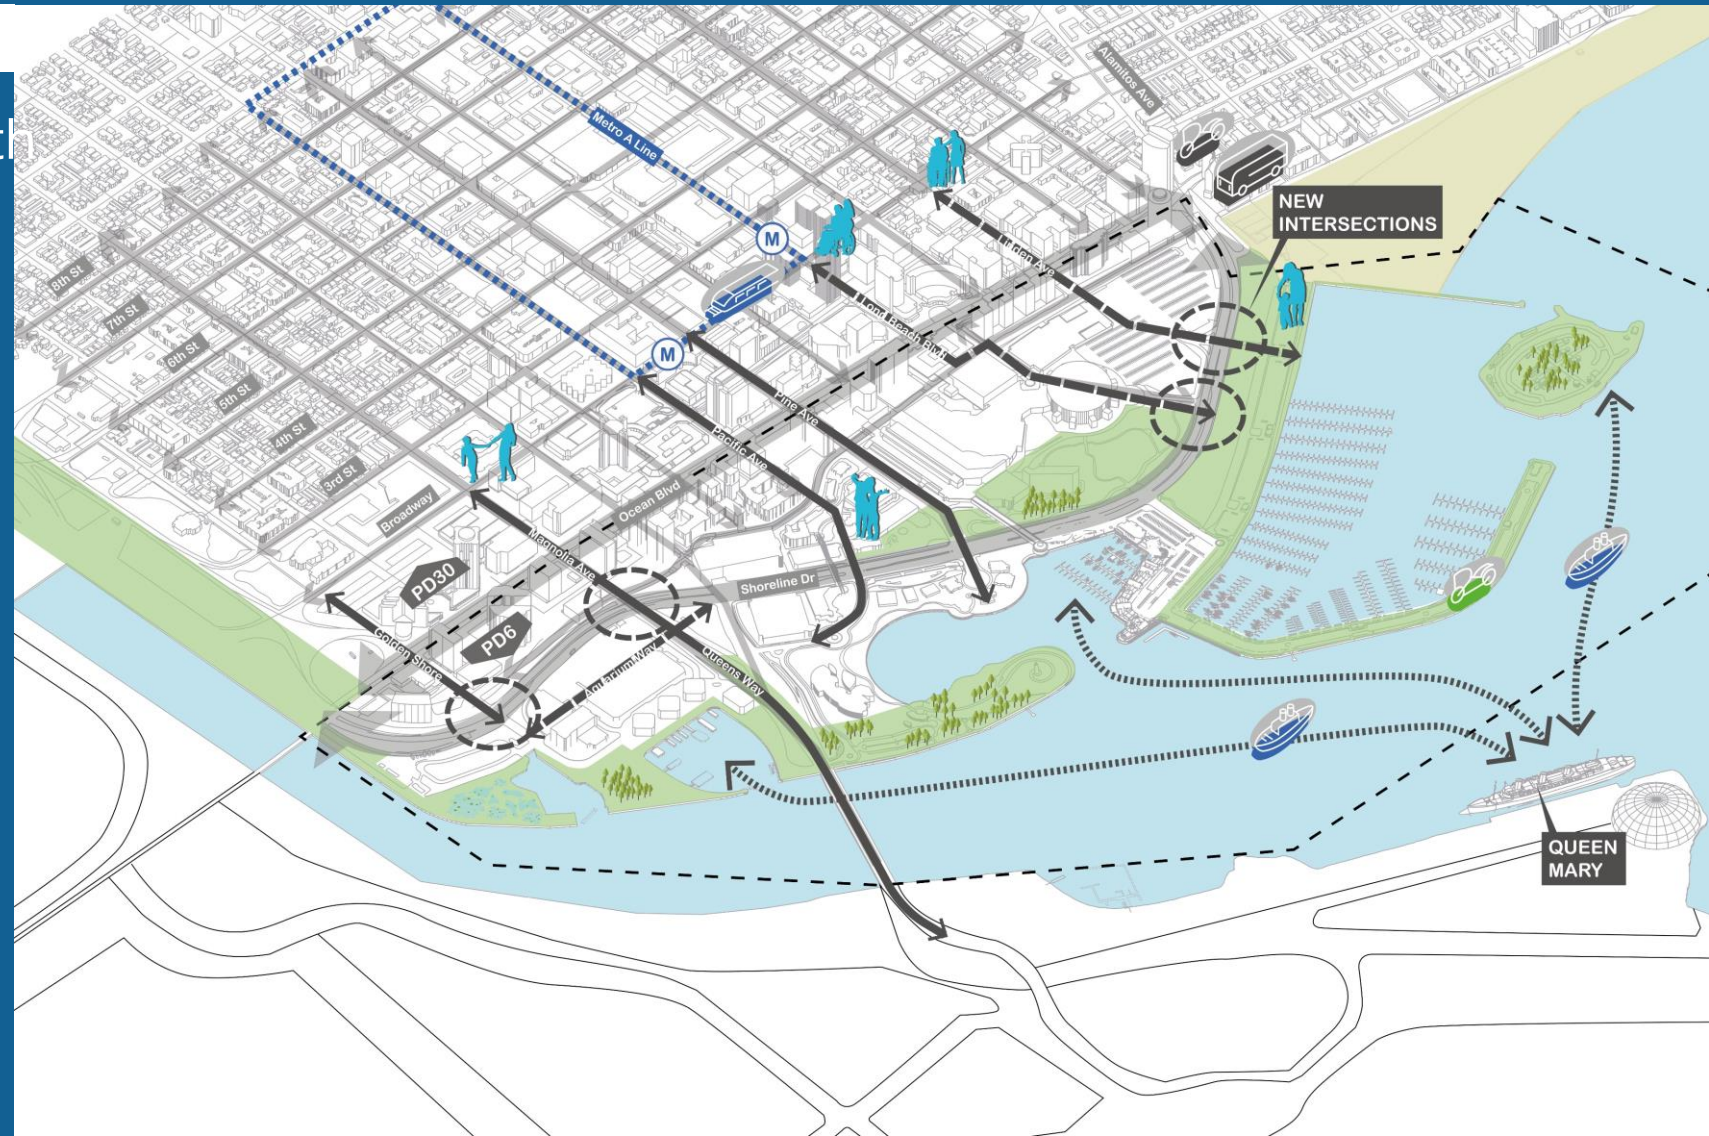 th
Alamitos Ave
Metro A Line
NEW
INTERSECTIONS
M
Linden Ave
8th St
Long Beach Blvd
7th St
M
6th St
5th St
Pine Ave
4th St
Pacific Ave
3rd St
Broadway
Ocean Blvd
Magnolia Ave
PD30
Shoreline Dr
PD6
Golden Shore
Aquarium Way
Queens Way
QUEEN
MARY